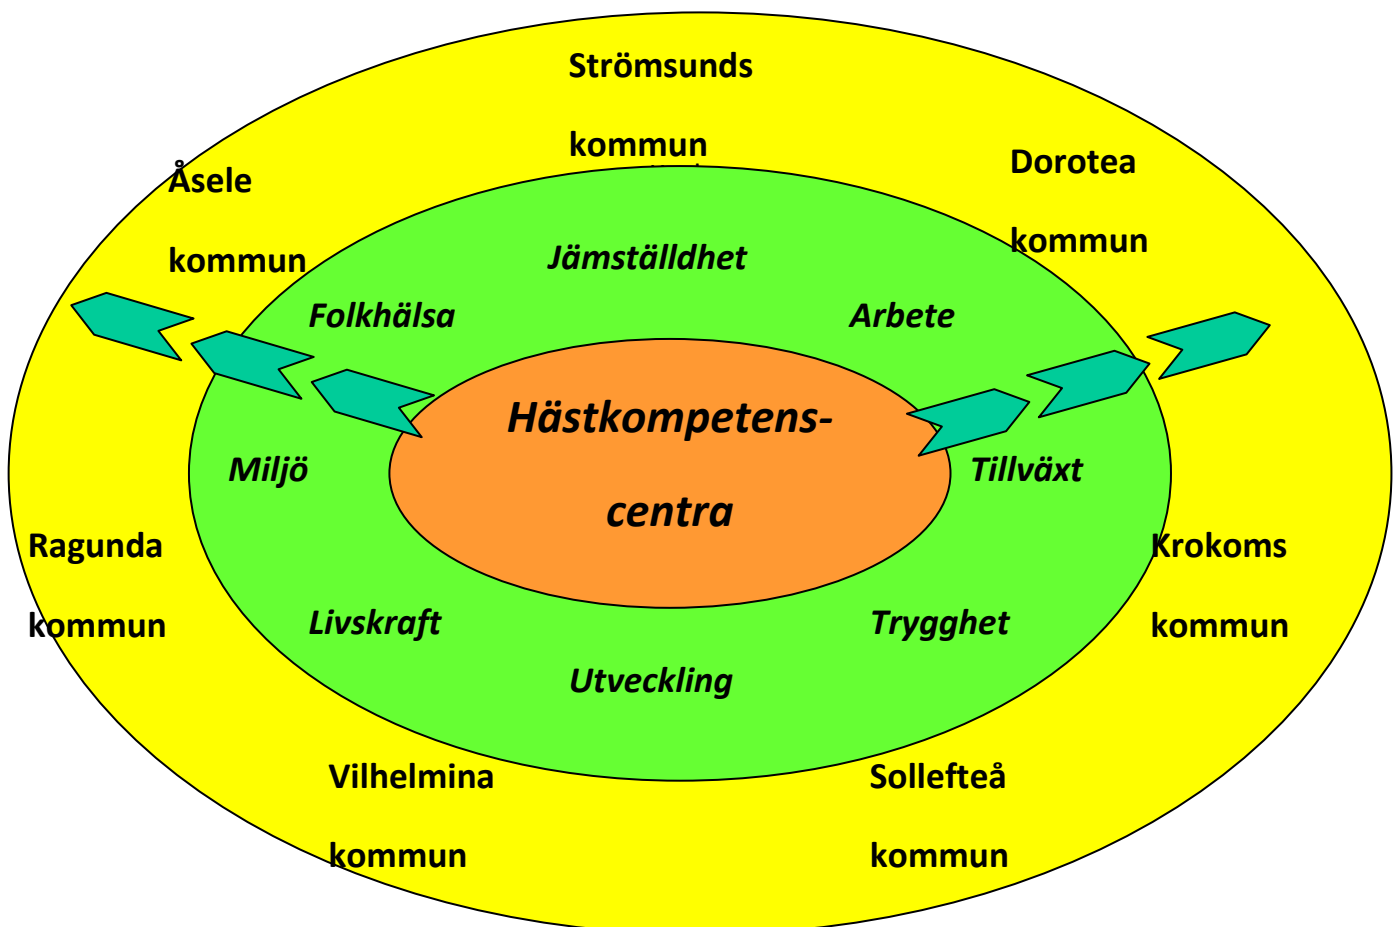 Strömsunds
kommun
Dorotea
kommun
Åsele
kommun
Jämställdhet
Folkhälsa
Arbete
Hästkompetens-
centra
Miljö
Tillväxt
Ragunda
kommun
Krokoms
kommun
Livskraft
Trygghet
Utveckling
Vilhelmina
kommun
Sollefteå
kommun